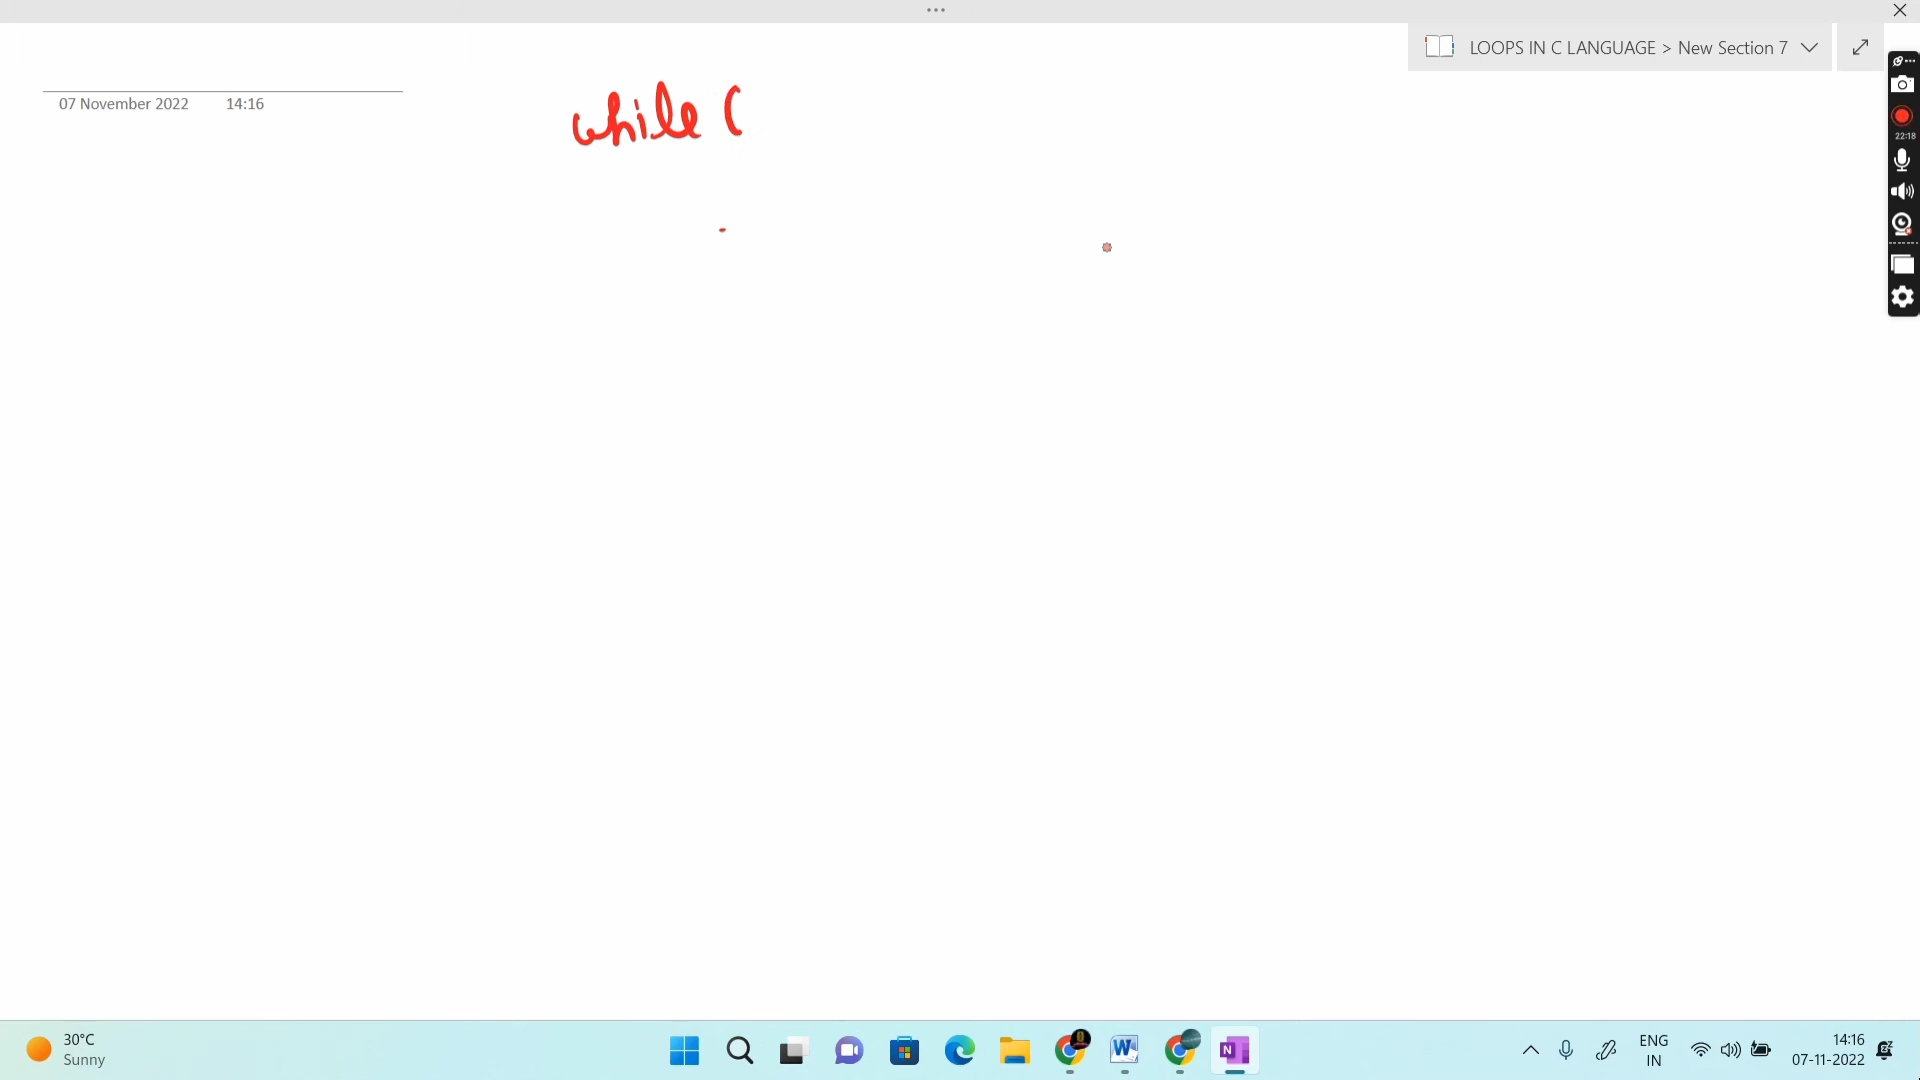 LOOPS IN C LANGUAGE > New Section 7
07 November 2022 14:16
while (
22:18
30°C
Sunny
ENG
IN
14:16
07-11-2022